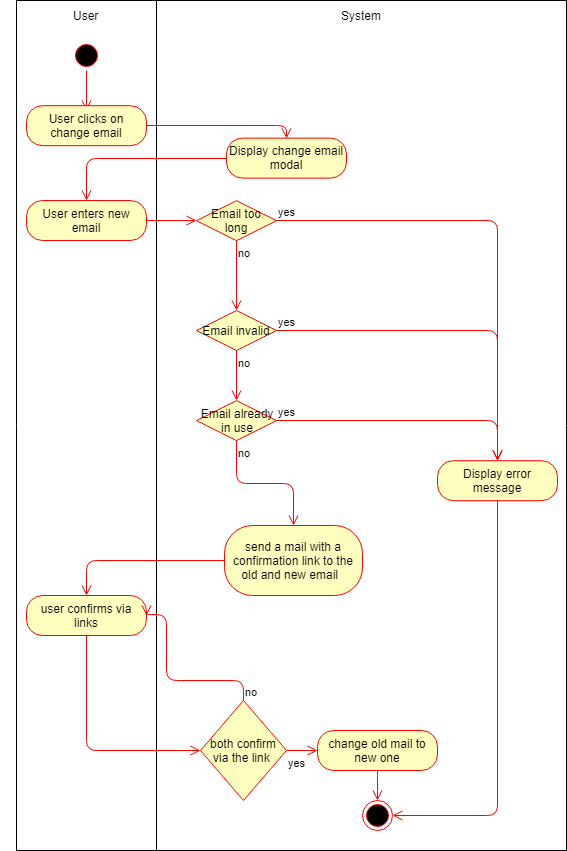 User
System
User clicks on
change email
Display change email
modal
User enters new
email
Email too
long
yes
no
Email invalid
yes
no
Email already
in use
yes
no
Display error
message
send a mail with a
confirmation link to the
old and new email
user confirms via
links
no
both confirm
via the link
yes
change old mail to
new one